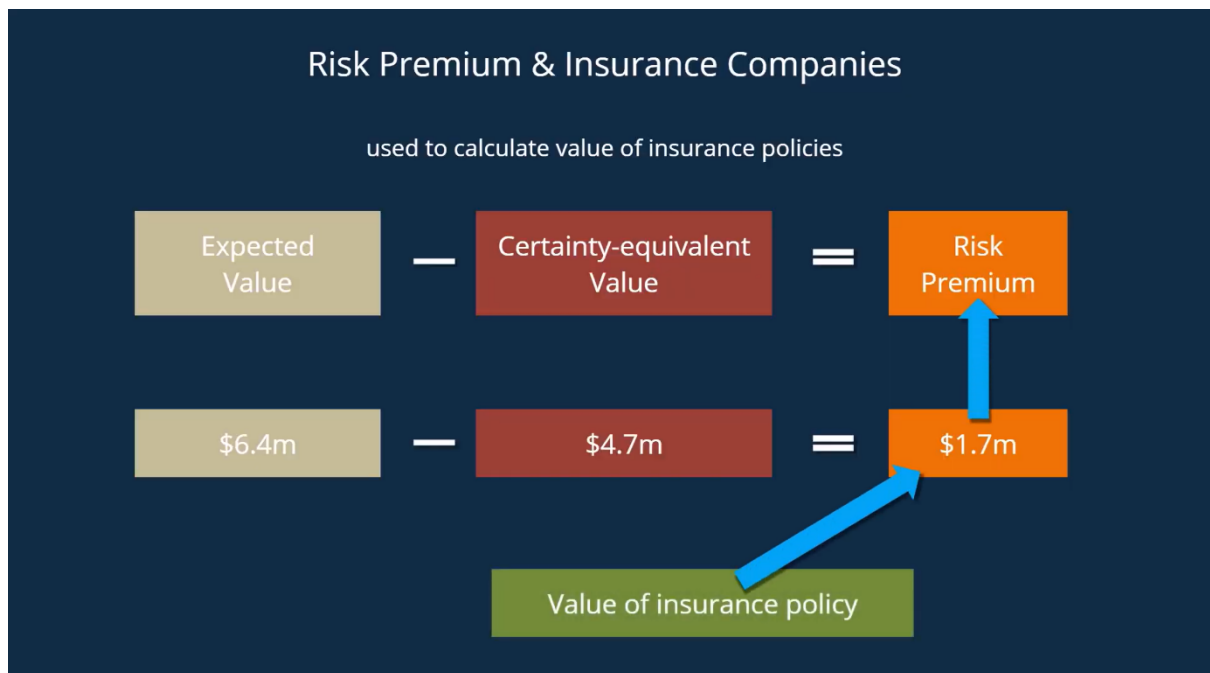 Risk Premium & Insurance Companies
used to calculate value of insurance policies
Expected
Value
—
Certainty-equivalent
Value
=
Risk
Premium
$6.4m
—
$4.7m
=
$1.7m
Value of insurance policy